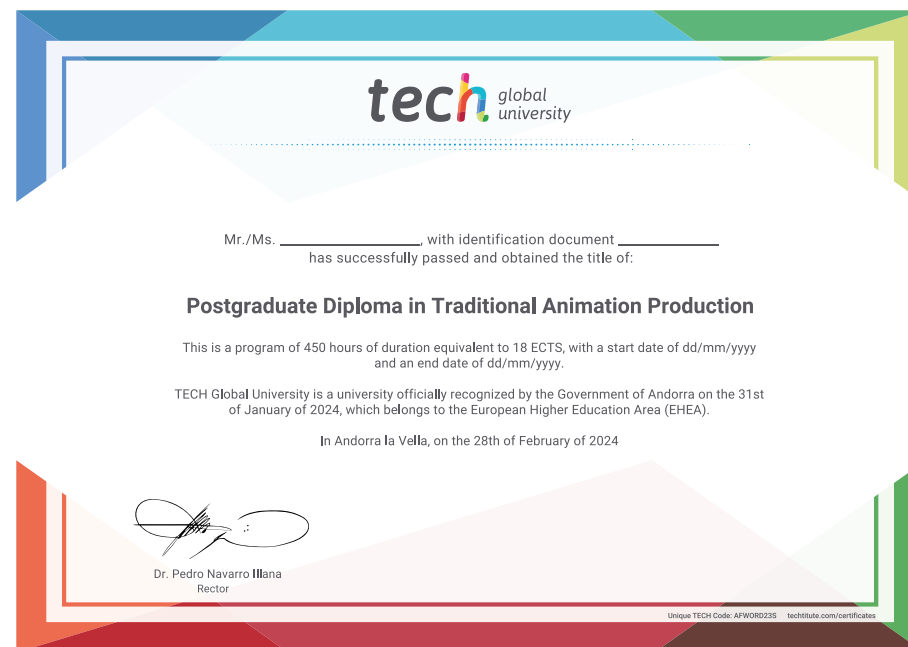 tech global university
Mr./Ms. ____________________, with identification document ______________
has successfully passed and obtained the title of:
Postgraduate Diploma in Traditional Animation Production
This is a program of 450 hours of duration equivalent to 18 ECTS, with a start date of dd/mm/yyyy
and an end date of dd/mm/yyyy.
TECH Global University is a university officially recognized by the Government of Andorra on the 31st
of January of 2024, which belongs to the European Higher Education Area (EHEA).
In Andorra la Vella, on the 28th of February of 2024
Dr. Pedro Navarro Illana
Rector
Unique TECH Code: AFWORD23S techtitute.com/certificates